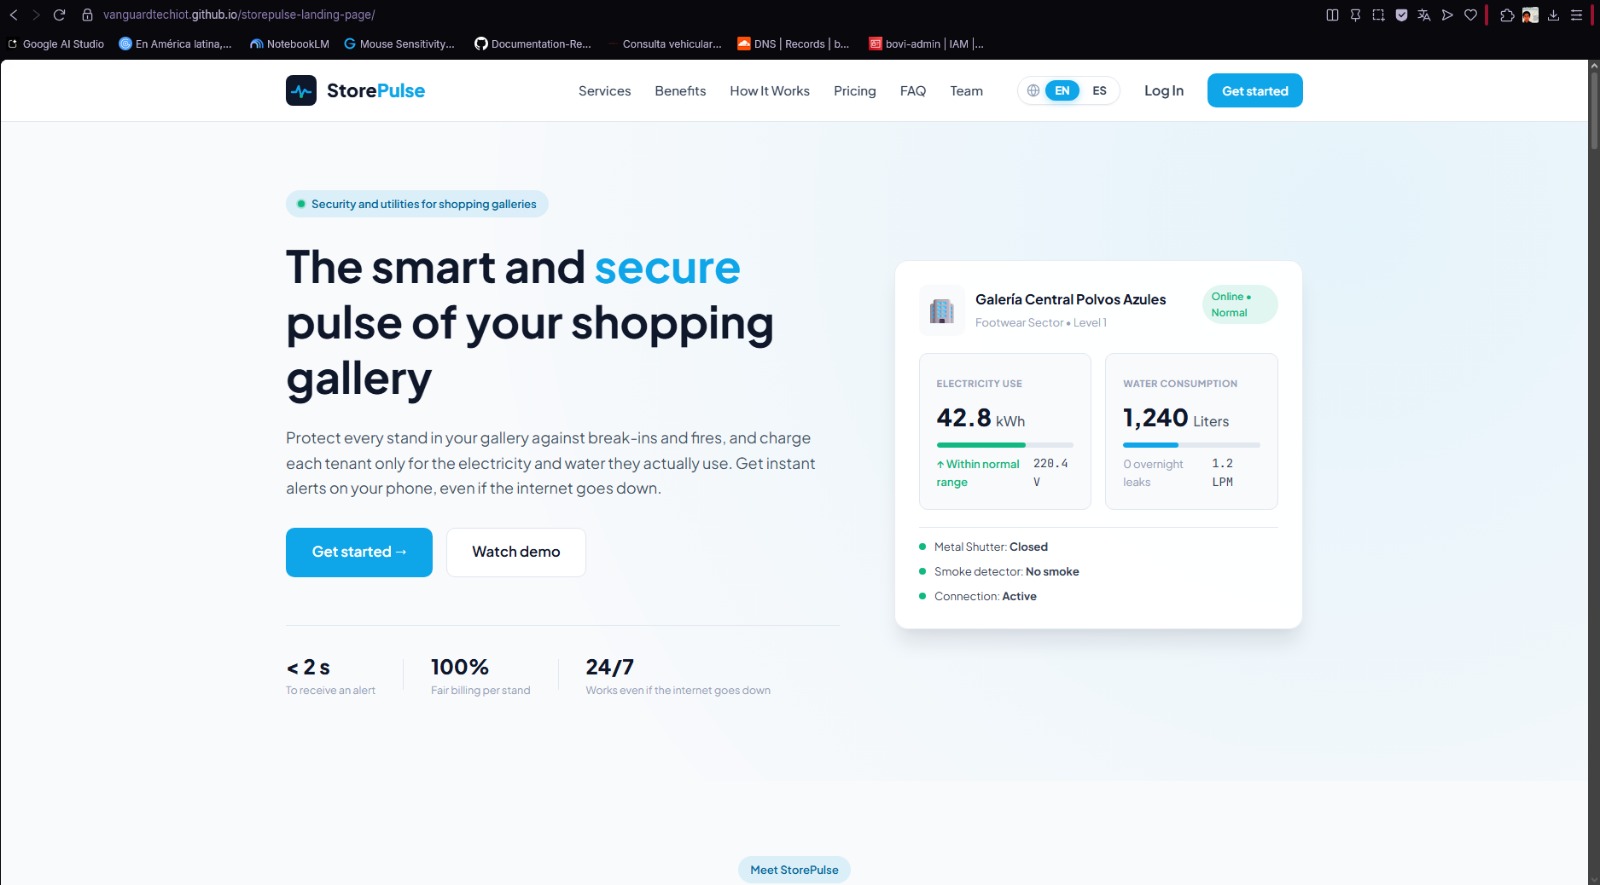 vanguardtechiot.github.io/storepulse-landing-page/
Google AI Studio
En América latina,...
NotebookLM
Mouse Sensitivity...
Documentation-Re...
Consulta vehicular...
DNS | Records | b...
bovi-admin | IAM |...
StorePulse
Services
Benefits
How It Works
Pricing
FAQ
Team
EN
ES
Log In
Get started
Security and utilities for shopping galleries
The smart and secure
pulse of your shopping
gallery
Protect every stand in your gallery against break-ins and fires, and charge
each tenant only for the electricity and water they actually use. Get instant
alerts on your phone, even if the internet goes down.
Get started →
Watch demo
< 2 s
To receive an alert
100%
Fair billing per stand
24/7
Works even if the internet goes down
Galería Central Polvos Azules
Footwear Sector • Level 1
Online •
Normal
ELECTRICITY USE
42.8 kWh
↑ Within normal
range
220.4
V
WATER CONSUMPTION
1,240 Liters
0 overnight
leaks
1.2
LPM
Metal Shutter: Closed
Smoke detector: No smoke
Connection: Active
Meet StorePulse